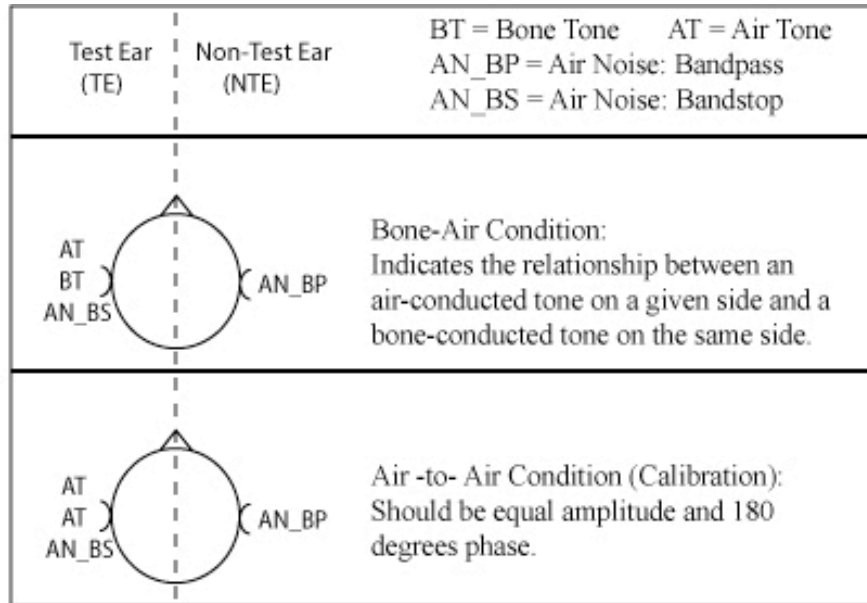 Test Ear
(TE)
Non-Test Ear
(NTE)
BT = Bone Tone AT = Air Tone
AN_BP = Air Noise: Bandpass
AN_BS = Air Noise: Bandstop
AT
BT
AN_BS
AN_BP
Bone-Air Condition:
Indicates the relationship between an
air-conducted tone on a given side and a
bone-conducted tone on the same side.
AT
AT
AN_BS
AN_BP
Air -to- Air Condition (Calibration):
Should be equal amplitude and 180
degrees phase.